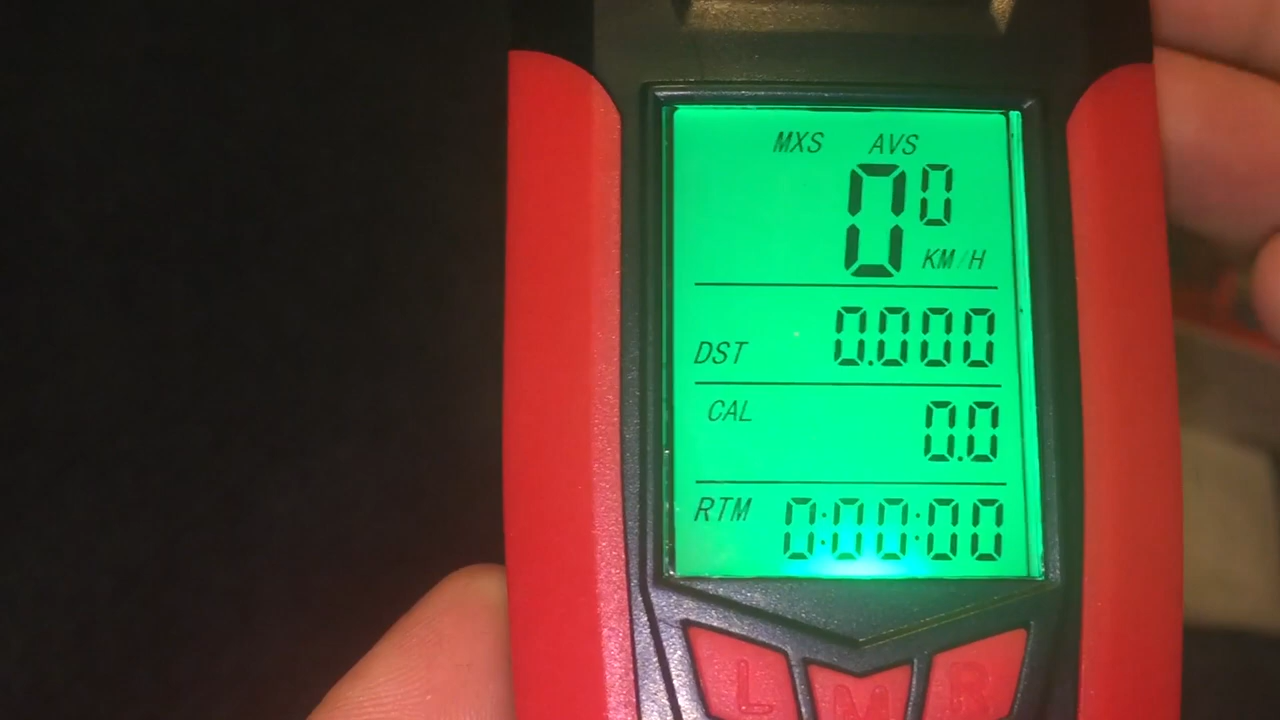 MXS AVS
0 0
KM/H
DST 0.000
CAL 0.0
RTM 0:00:00
L M R